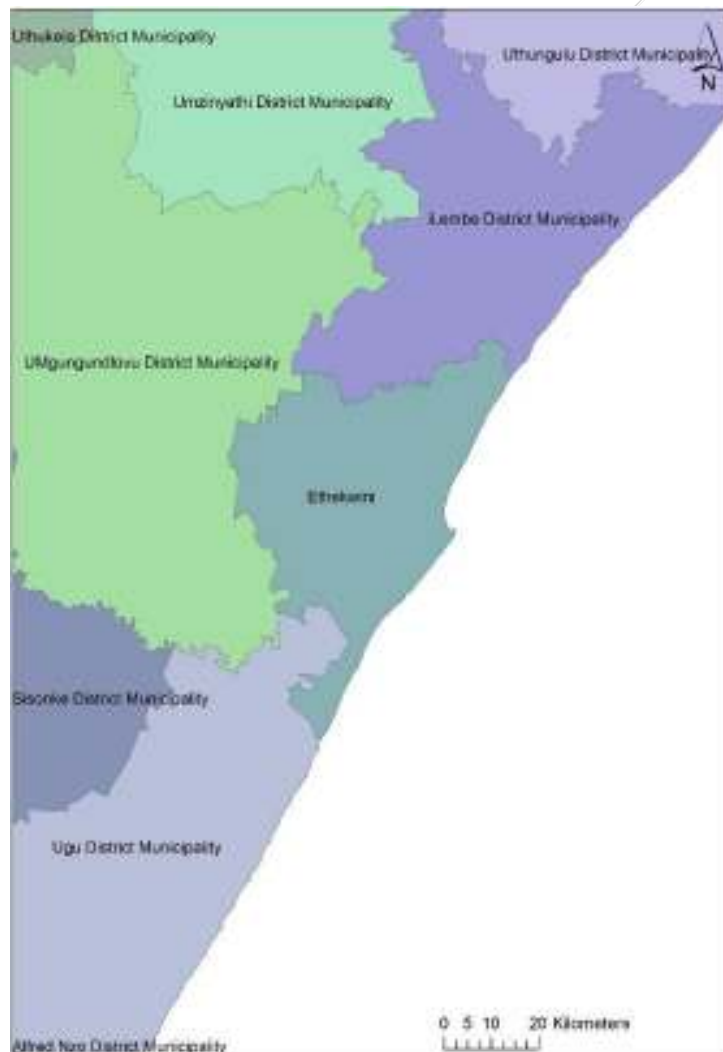 Uthukela District Municipality
Uthungulu District Municipality
N
Umzinyathi District Municipality
iLembe District Municipality
UMgungundlovu District Municipality
Ethekwini
Sisonke District Municipality
Ugu District Municipality
Alfred Nzo District Municipality
0 5 10 20 Kilometers